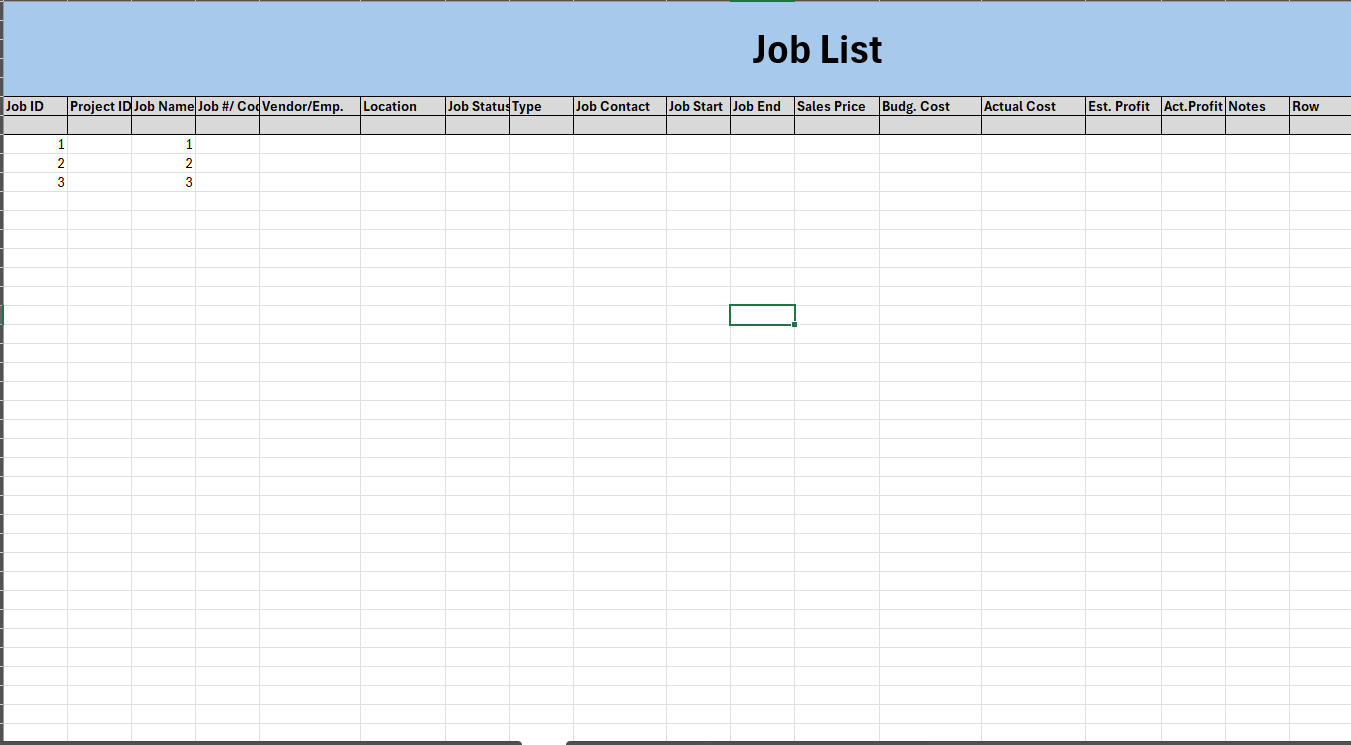 Job List
Job ID Project ID Job Name Job #/ Coc Vendor/Emp. Location Job Status Type Job Contact Job Start Job End Sales Price Budg. Cost Actual Cost Est. Profit Act.Profit Notes Row
1 1
2 2
3 3